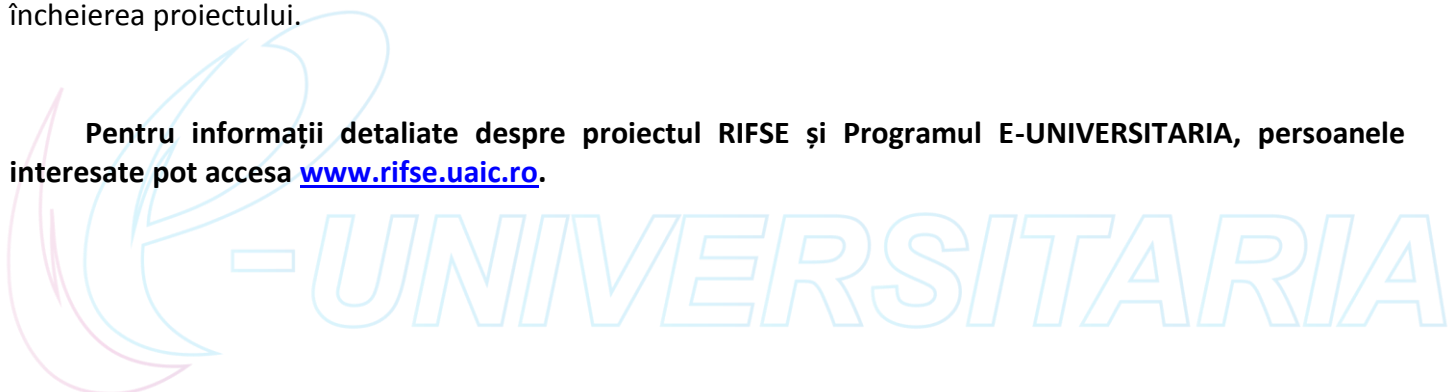 încheierea proiectului.
Pentru informații detaliate despre proiectul RIFSE și Programul E-UNIVERSITARIA, persoanele
interesate pot accesa www.rifse.uaic.ro.
e-UNIVERSITARIA